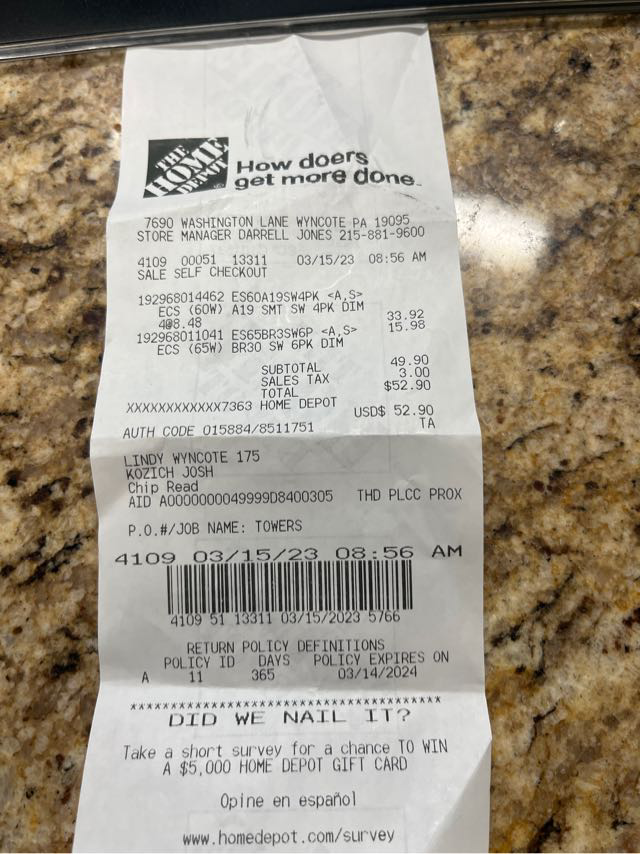 THE
HOME
DEPOT
How doers
get more done.
7690 WASHINGTON LANE WYNCOTE PA 19095
STORE MANAGER DARRELL JONES 215-881-9600
4109 00051 13311 03/15/23 08:56 AM
SALE SELF CHECKOUT
192968014462 ES60A19SW4PK <A,S>
ECS (60W) A19 SMT SW 4PK DIM
4@8.48 33.92
192968011041 ES65BR3SW6P <A,S> 15.98
ECS (65W) BR30 SW 6PK DIM
SUBTOTAL 49.90
SALES TAX 3.00
TOTAL $52.90
XXXXXXXXXXXX7363 HOME DEPOT
USD$ 52.90
AUTH CODE 015884/8511751 TA
LINDY WYNCOTE 175
KOZICH JOSH
Chip Read
AID A0000000049999D8400305 THD PLCC PROX
P.O.#/JOB NAME: TOWERS
4109 03/15/23 08:56 AM
4109 51 13311 03/15/2023 5766
RETURN POLICY DEFINITIONS
POLICY ID DAYS POLICY EXPIRES ON
A 11 365 03/14/2024
****************************************
DID WE NAIL IT?
Take a short survey for a chance TO WIN
A $5,000 HOME DEPOT GIFT CARD
Opine en español
www.homedepot.com/survey